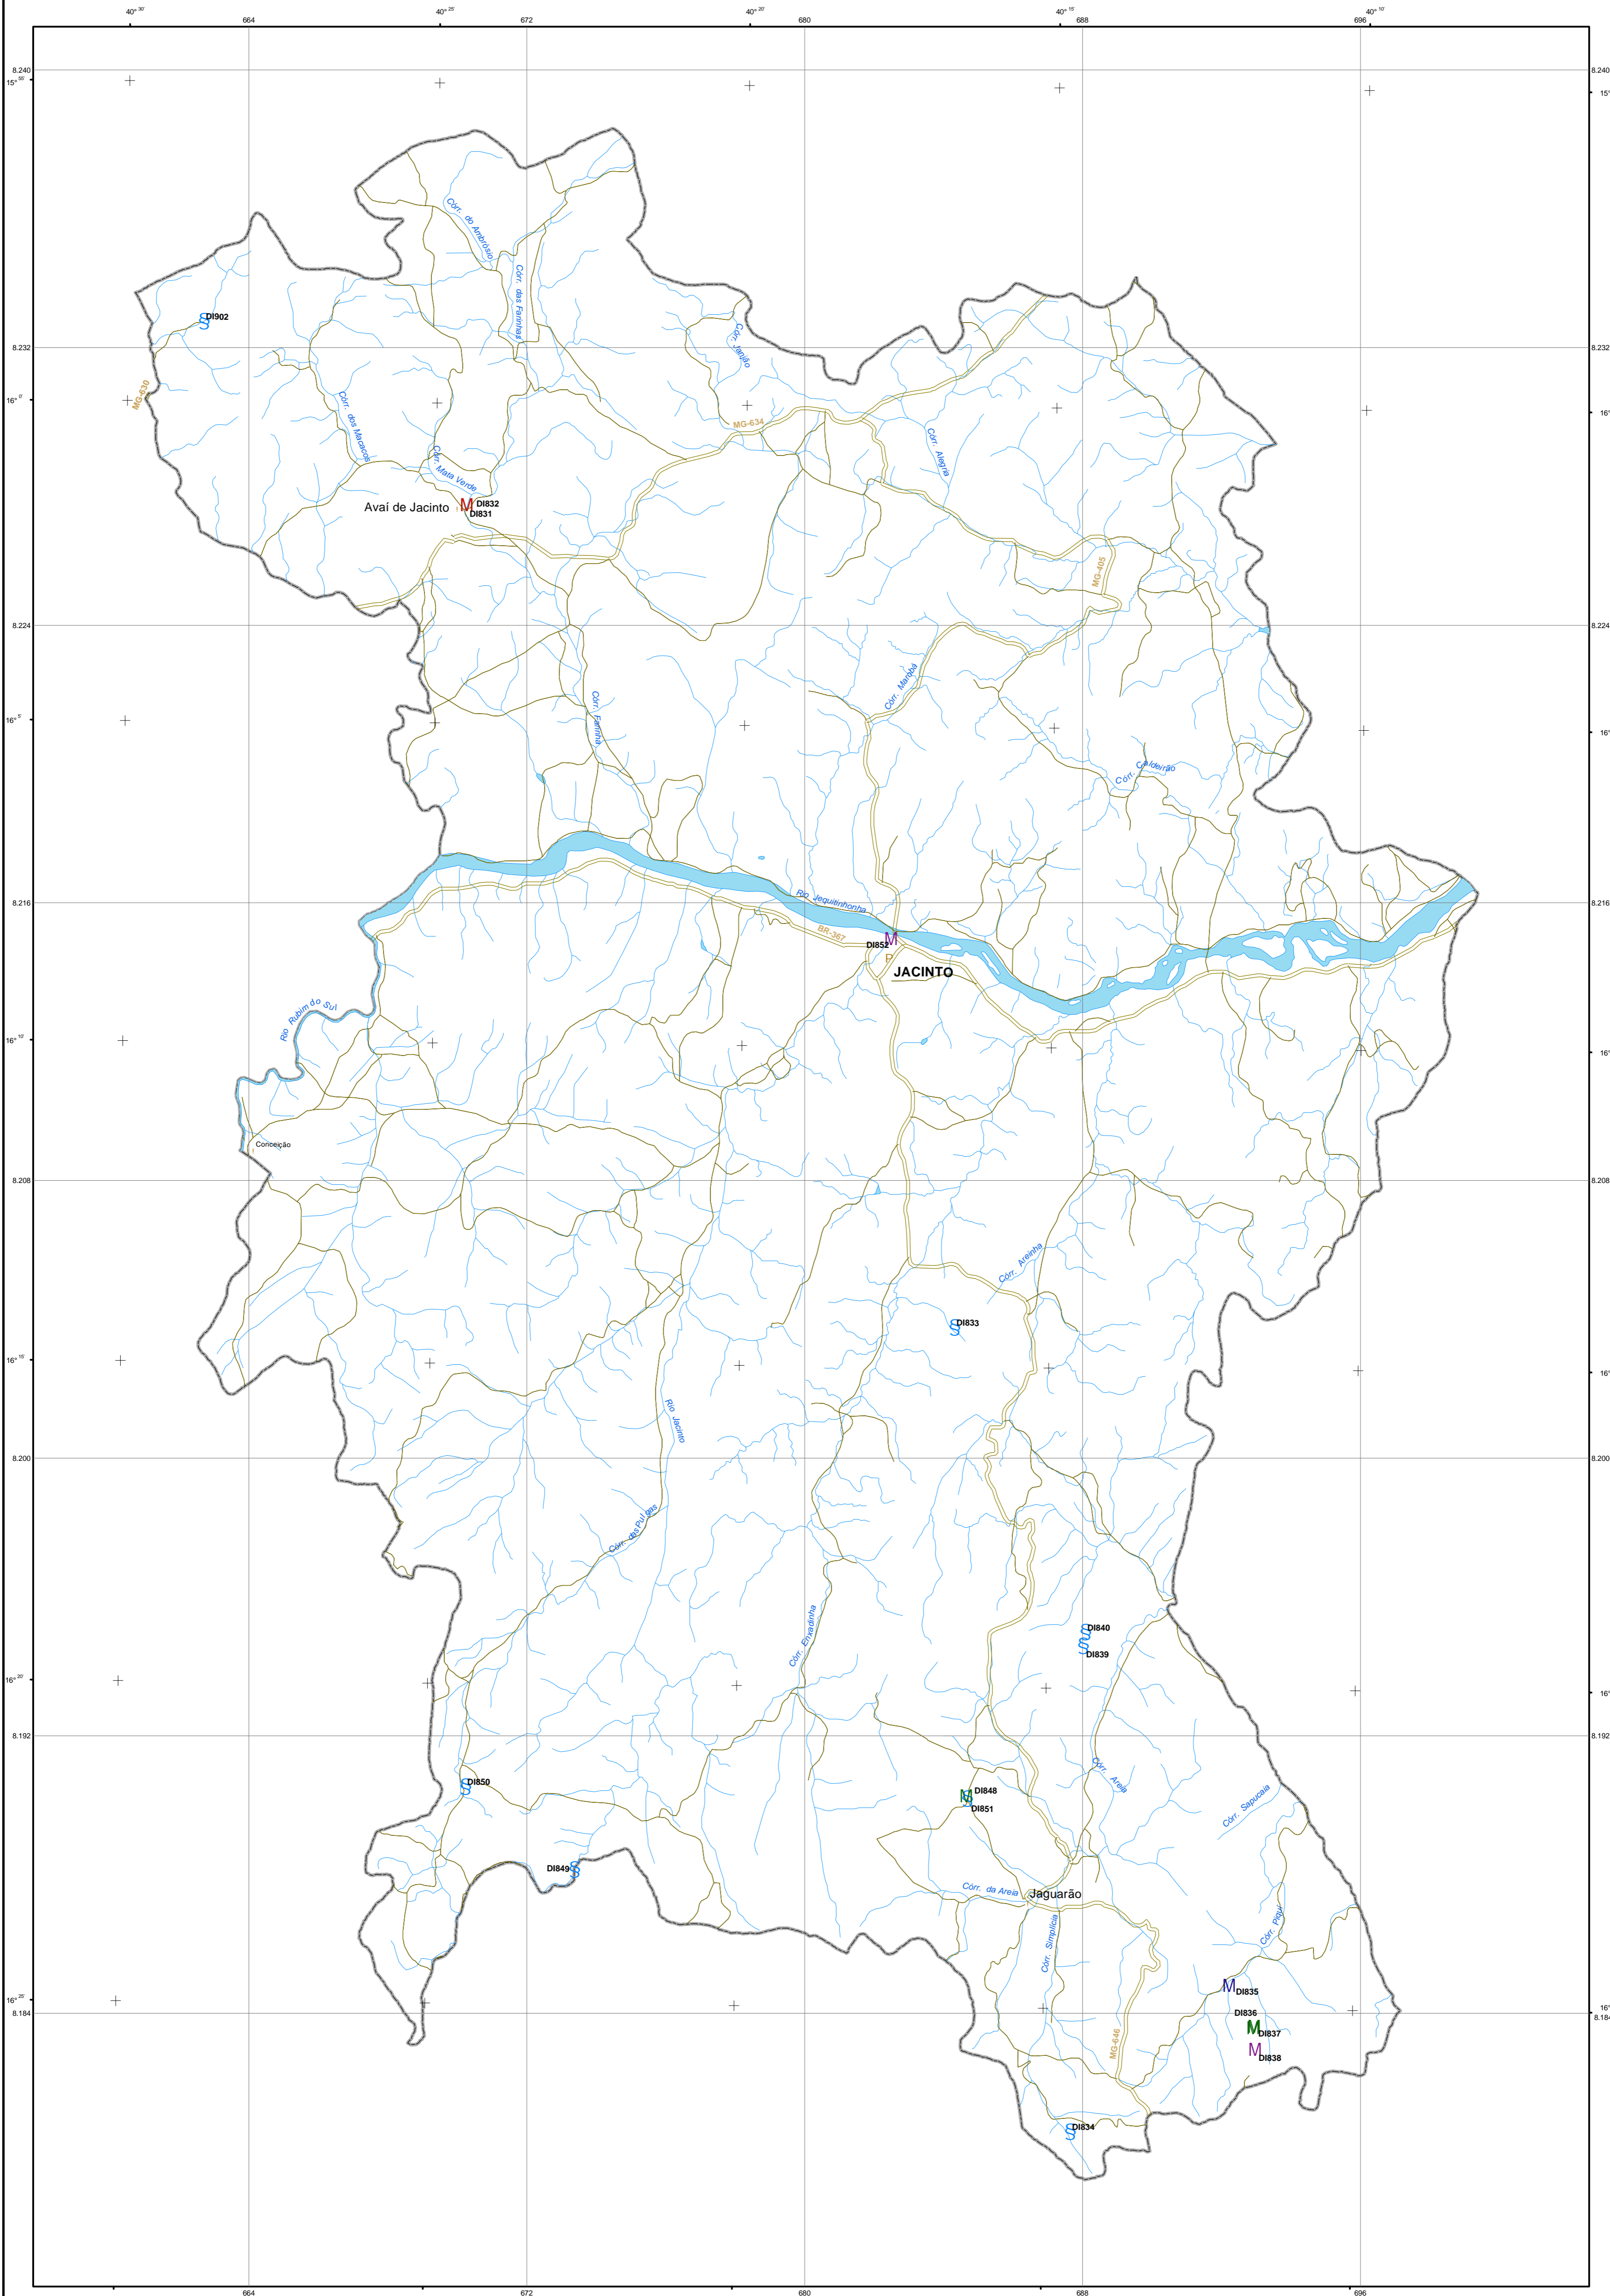 40° 30' 40° 25' 40° 20' 40° 15' 40° 10'
664 672 680 688 696
8.240 8.240
15° 55' 15°
Córr. do Ambrósio
Córr. das Farinhas
DI902
Córr. Janjão
8.232 8.232
MG-630
16° 0' 16°
Córr. dos Macacos
MG-634
Córr. Alegria
Córr. Mata Verde
Avaí de Jacinto M DI832
DI831
MG-405
8.224 8.224
Córr. Marobá
Córr. Farinha
16° 5' 16°
Córr. Caldeirão
Rio Jequitinhonha
8.216 8.216
BR-367
M
DI852
P
JACINTO
Rio Rubim do Sul
16° 10' 16°
Conceição
8.208 8.208
Córr. Areinha
DI833
16° 15' 16°
Rio Jacinto
8.200 8.200
Córr. das Pulgas
Córr. Enxadinha
DI840
DI839
16° 20' 16°
8.192 8.192
Córr. Areia
DI850
M DI848
DI851
Córr. Sapucaia
DI849
Córr. da Areia
Jaguarão
Córr. Simplícia
Córr. Piquí
M DI835
16° 25' 16°
8.184 8.184
DI836
M DI837
M DI838
MG-646
DI834
664 672 680 688 696